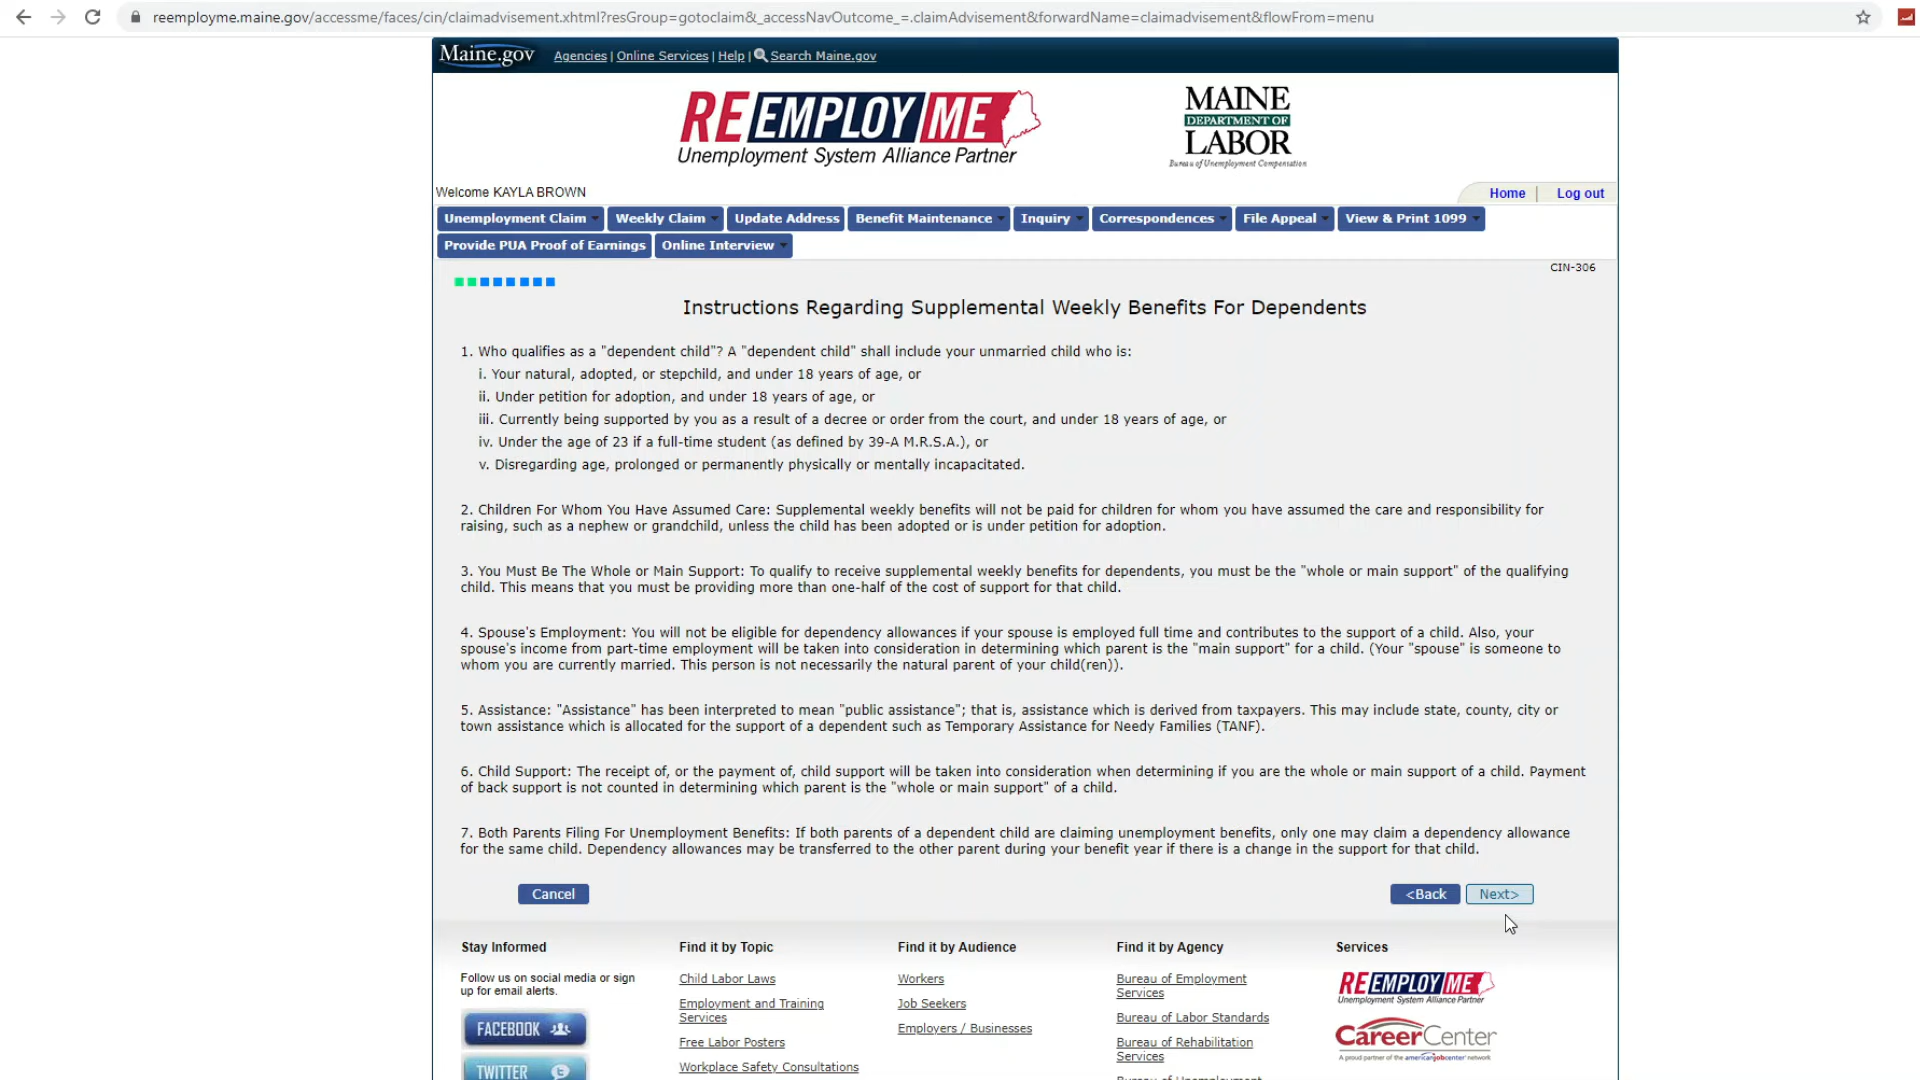 reemployme.maine.gov/accessme/faces/cin/claimadvisement.xhtml?resGroup=gotoclaim&_accessNavOutcome_=.claimAdvisement&forwardName=claimadvisement&flowFrom=menu
Maine.gov Agencies | Online Services | Help | Search Maine.gov
REEMPLOYME
Unemployment System Alliance Partner
MAINE
DEPARTMENT OF
LABOR
Bureau of Unemployment Compensation
Welcome KAYLA BROWN
Home | Log out
Unemployment Claim Weekly Claim Update Address Benefit Maintenance Inquiry Correspondences File Appeal View & Print 1099
Provide PUA Proof of Earnings Online Interview
CIN-306
Instructions Regarding Supplemental Weekly Benefits For Dependents
1. Who qualifies as a "dependent child"? A "dependent child" shall include your unmarried child who is:
i. Your natural, adopted, or stepchild, and under 18 years of age, or
ii. Under petition for adoption, and under 18 years of age, or
iii. Currently being supported by you as a result of a decree or order from the court, and under 18 years of age, or
iv. Under the age of 23 if a full-time student (as defined by 39-A M.R.S.A.), or
v. Disregarding age, prolonged or permanently physically or mentally incapacitated.
2. Children For Whom You Have Assumed Care: Supplemental weekly benefits will not be paid for children for whom you have assumed the care and responsibility for
raising, such as a nephew or grandchild, unless the child has been adopted or is under petition for adoption.
3. You Must Be The Whole or Main Support: To qualify to receive supplemental weekly benefits for dependents, you must be the "whole or main support" of the qualifying
child. This means that you must be providing more than one-half of the cost of support for that child.
4. Spouse's Employment: You will not be eligible for dependency allowances if your spouse is employed full time and contributes to the support of a child. Also, your
spouse's income from part-time employment will be taken into consideration in determining which parent is the "main support" for a child. (Your "spouse" is someone to
whom you are currently married. This person is not necessarily the natural parent of your child(ren)).
5. Assistance: "Assistance" has been interpreted to mean "public assistance"; that is, assistance which is derived from taxpayers. This may include state, county, city or
town assistance which is allocated for the support of a dependent such as Temporary Assistance for Needy Families (TANF).
6. Child Support: The receipt of, or the payment of, child support will be taken into consideration when determining if you are the whole or main support of a child. Payment
of back support is not counted in determining which parent is the "whole or main support" of a child.
7. Both Parents Filing For Unemployment Benefits: If both parents of a dependent child are claiming unemployment benefits, only one may claim a dependency allowance
for the same child. Dependency allowances may be transferred to the other parent during your benefit year if there is a change in the support for that child.
Cancel <Back Next>
Stay Informed
Follow us on social media or sign
up for email alerts.
FACEBOOK
TWITTER
Find it by Topic
Child Labor Laws
Employment and Training
Services
Free Labor Posters
Workplace Safety Consultations
Find it by Audience
Workers
Job Seekers
Employers / Businesses
Find it by Agency
Bureau of Employment
Services
Bureau of Labor Standards
Bureau of Rehabilitation
Services
Bureau of Unemployment
Services
REEMPLOYME
Unemployment System Alliance Partner
CareerCenter
A proud partner of the americanjobcenter network